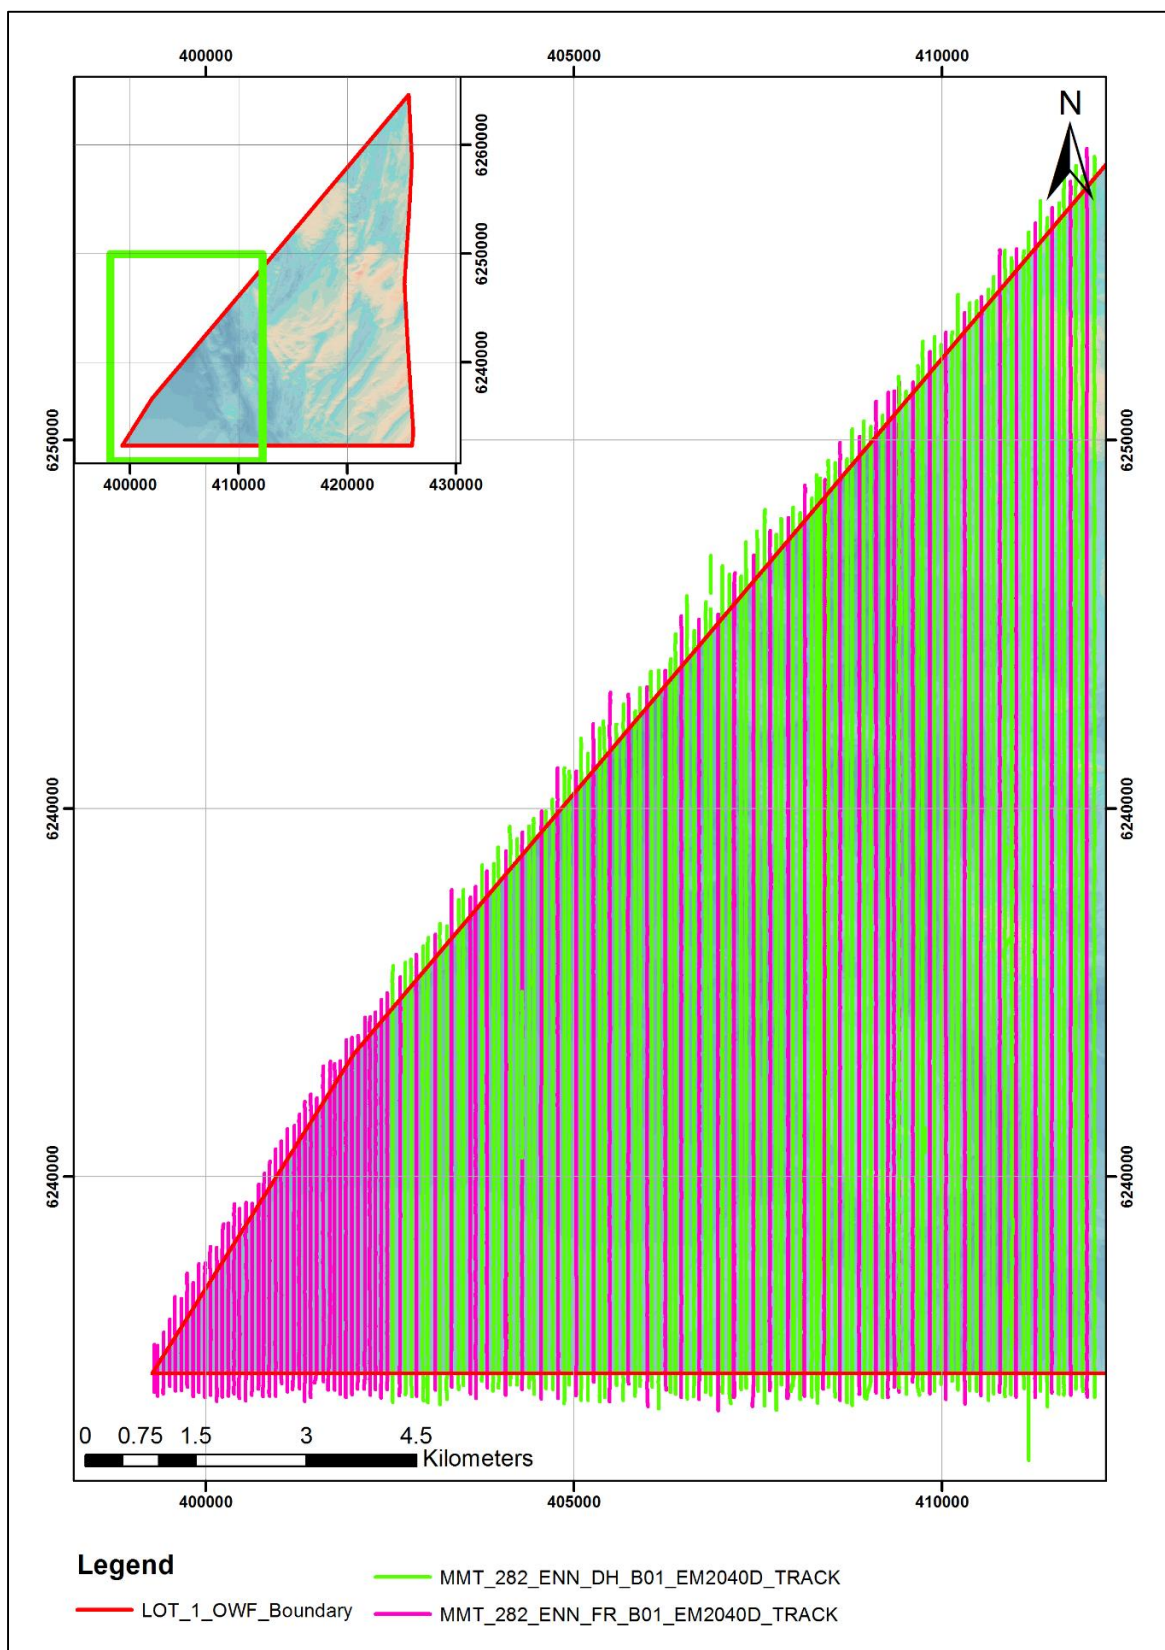 400000 405000 410000
N
6260000
6250000
6240000
400000 410000 420000 430000
6250000 6250000
6240000 6240000
6240000 6240000
0 0.75 1.5 3 4.5
Kilometers
400000 405000 410000
Legend
LOT_1_OWF_Boundary
MMT_282_ENN_DH_B01_EM2040D_TRACK
MMT_282_ENN_FR_B01_EM2040D_TRACK